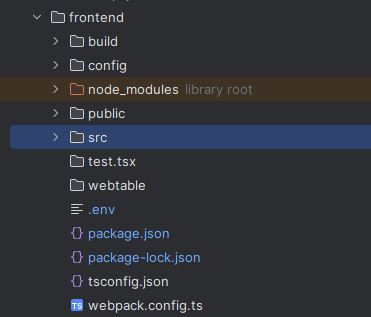 frontend
build
config
node_modules library root
public
src
test.tsx
webtable
.env
package.json
package-lock.json
tsconfig.json
TS webpack.config.ts